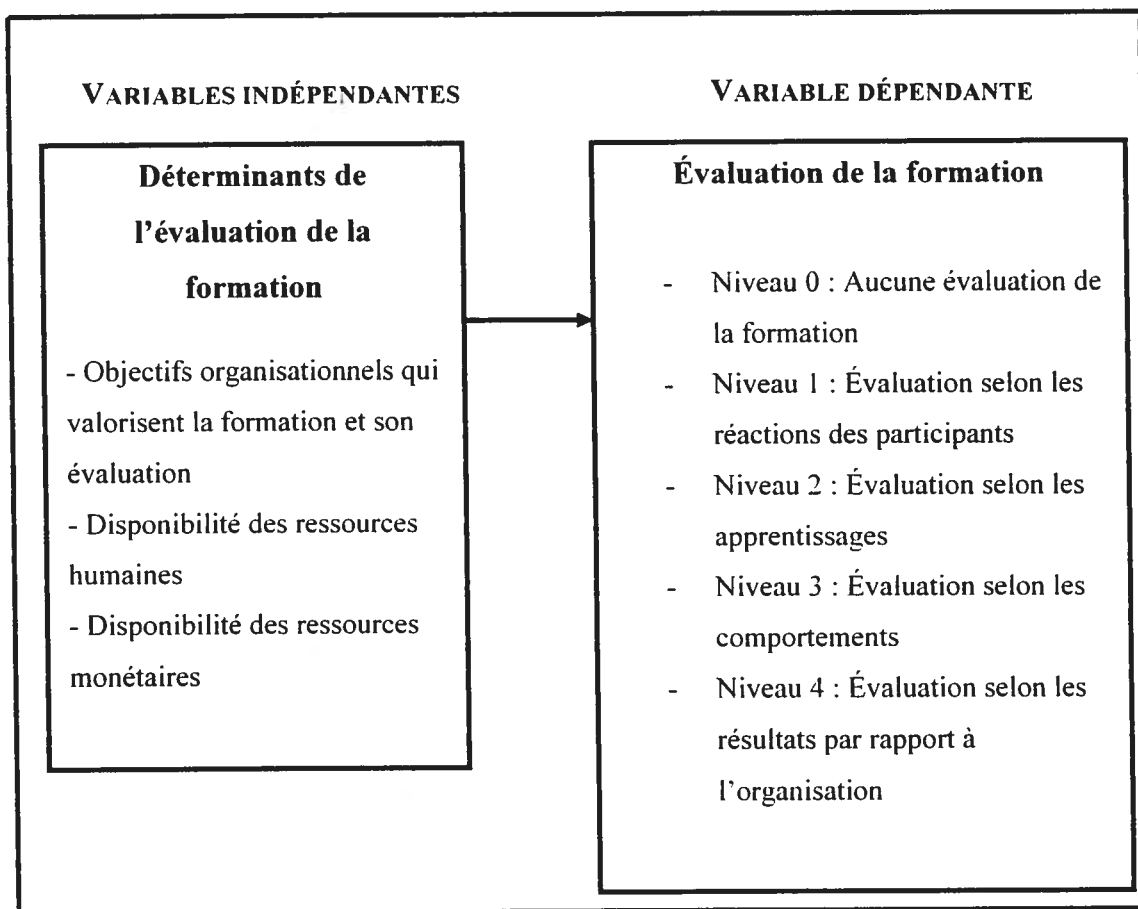 VARIABLES INDÉPENDANTES
Déterminants de
l'évaluation de la
formation
- Objectifs organisationnels qui
valorisent la formation et son
évaluation
- Disponibilité des ressources
humaines
- Disponibilité des ressources
monétaires
VARIABLE DÉPENDANTE
Évaluation de la formation
- Niveau 0 : Aucune évaluation de
la formation
- Niveau 1 : Évaluation selon les
réactions des participants
- Niveau 2 : Évaluation selon les
apprentissages
- Niveau 3 : Évaluation selon les
comportements
- Niveau 4 : Évaluation selon les
résultats par rapport à
l'organisation